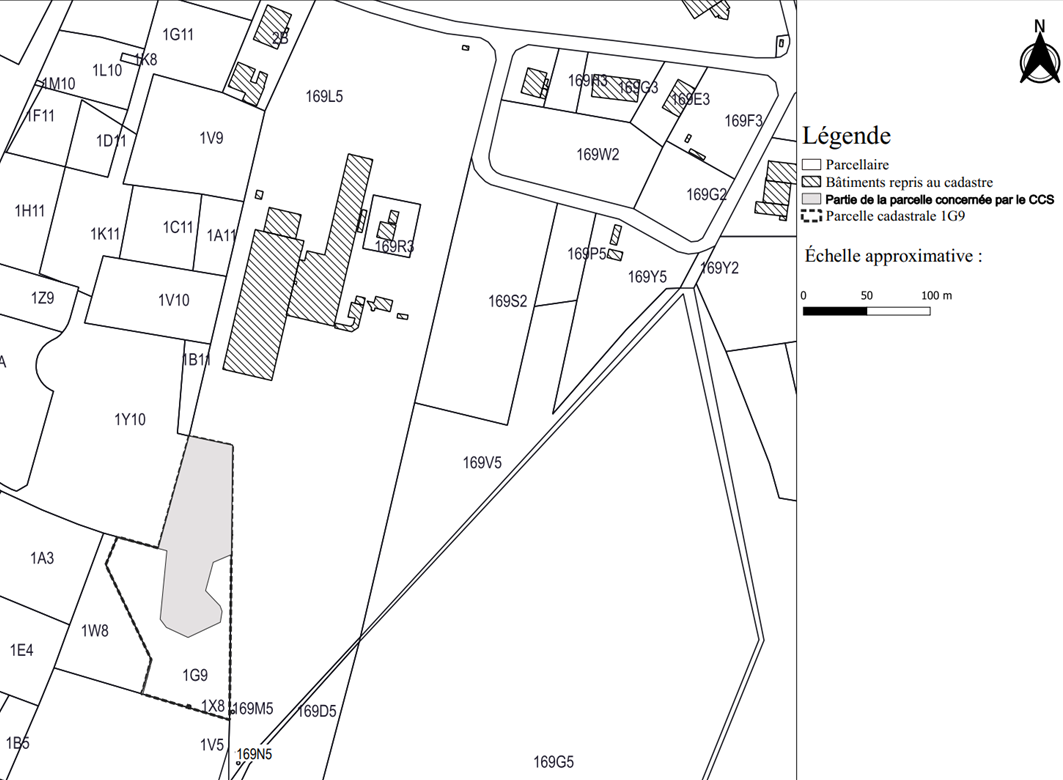 1G11
2B
N
1K8
1L10
1M10
169L5
169H3
169G3
169E3
169F3
1F11
1D11
1V9
169W2
169G2
1H11
1K11
1C11
1A11
169R3
169P5
169Y5
169Y2
1Z9
1V10
169S2
A
1B11
1Y10
169V5
1A3
1W8
1E4
1G9
1X8
169M5
169D5
1B5
1V5
169N5
169G5
Légende
Parcellaire
Bâtiments repris au cadastre
Partie de la parcelle concernée par le CCS
Parcelle cadastrale 1G9
Échelle approximative :
0 50 100 m